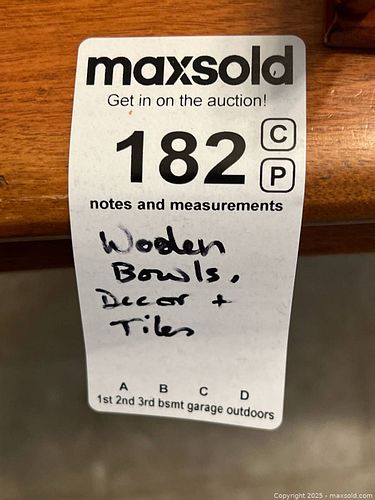 maxsold
Get in on the auction!
182
C
P
notes and measurements
Wooden
Bowls,
Decor +
Tiles
A B C D
1st 2nd 3rd bsmt garage outdoors
Copyright 2025 - maxsold.com